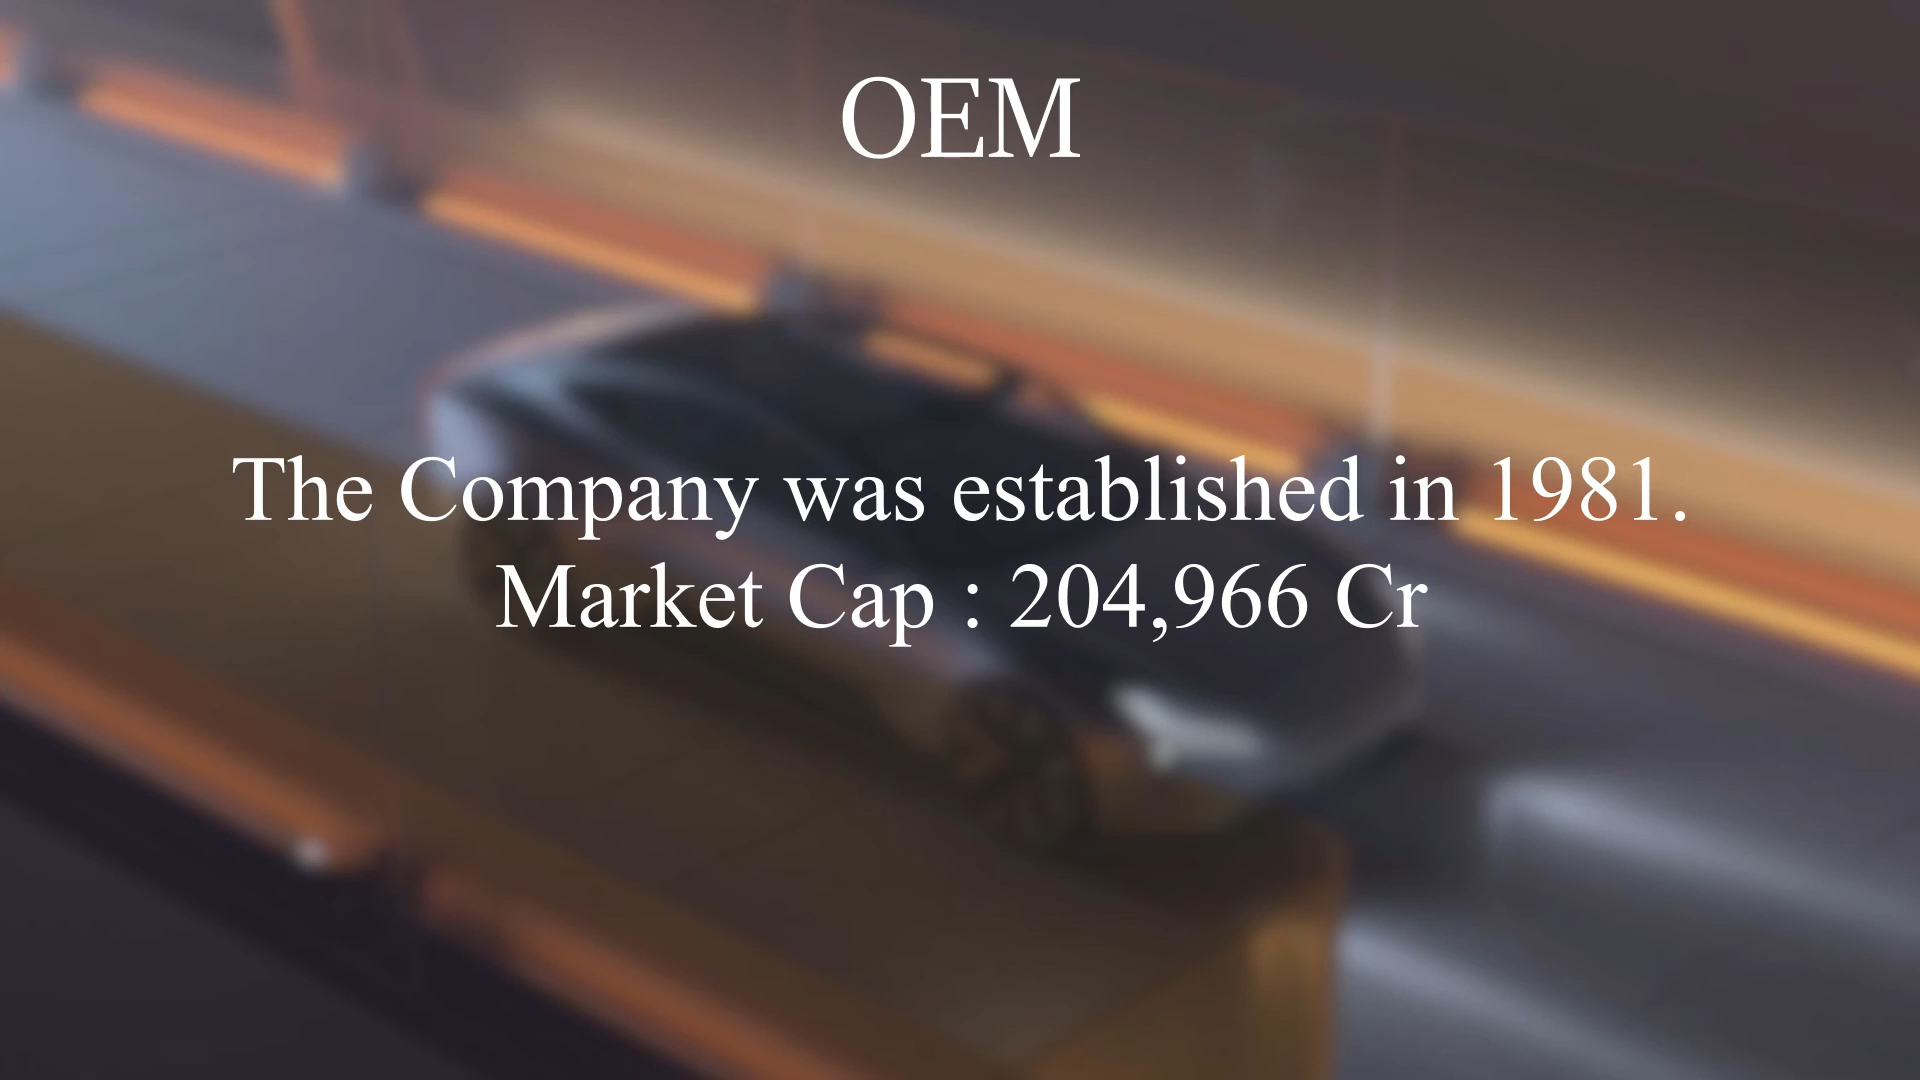 OEM
The Company was established in 1981.
Market Cap : 204,966 Cr